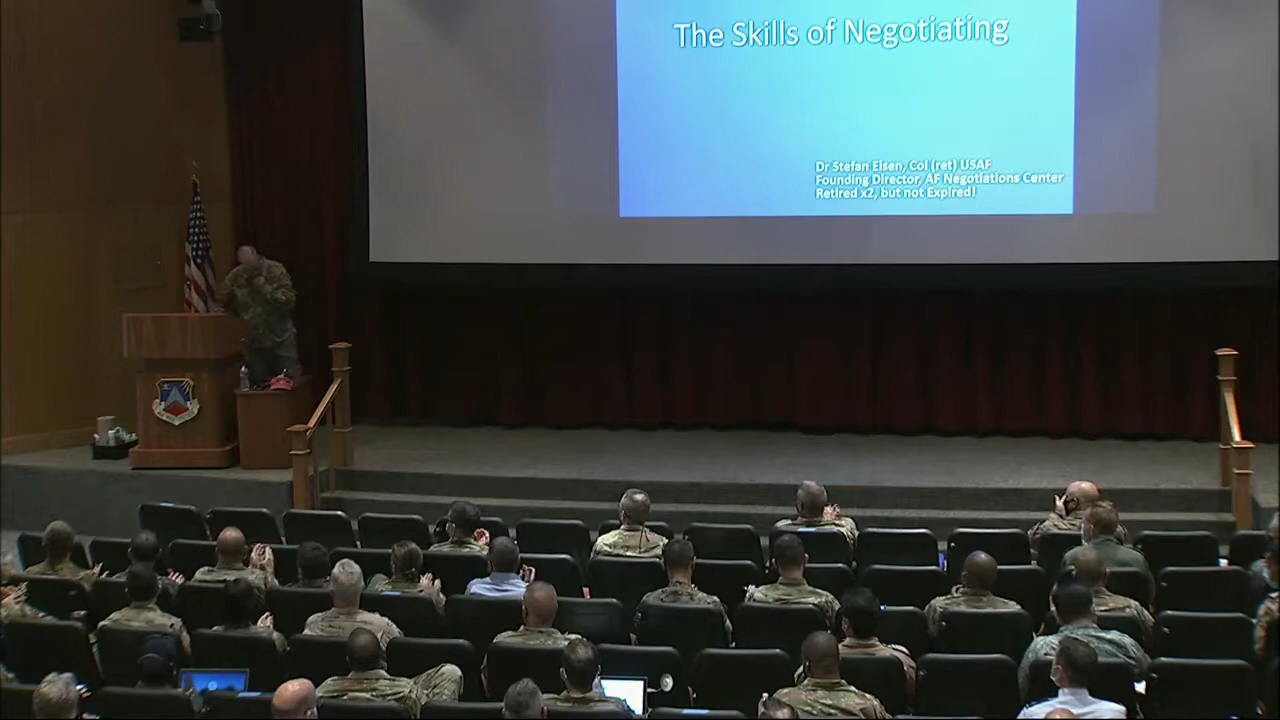 The Skills of Negotiating
Dr Stefan Eisen, Col (ret) USAF
Founding Director, AF Negotiations Center
Retired x2, but not Expired!